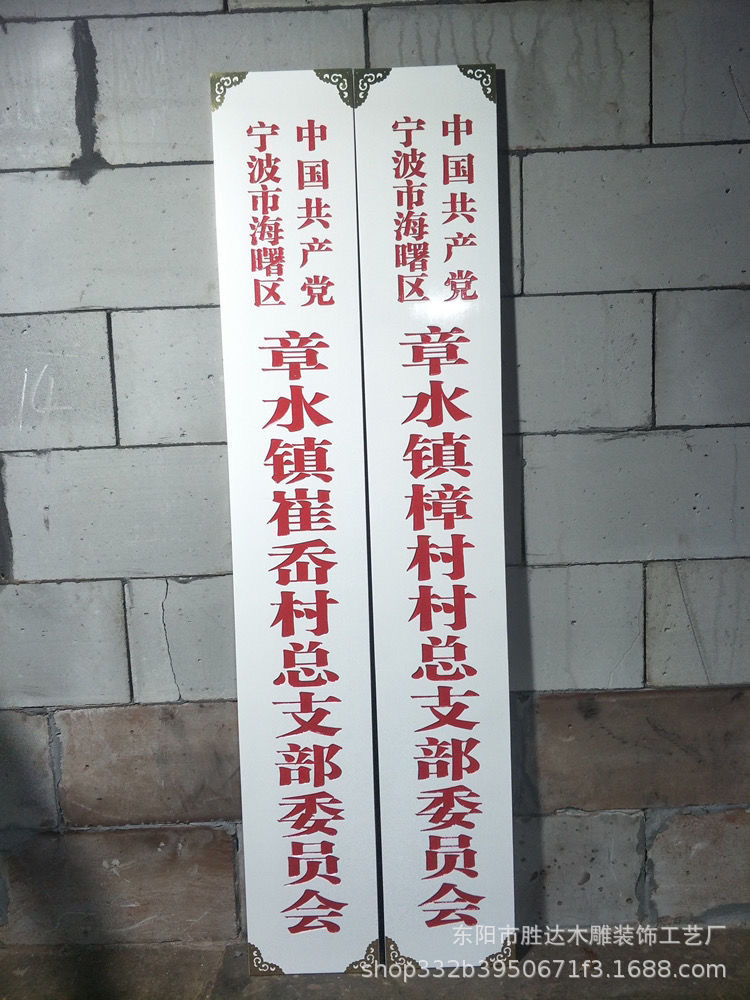 中国共产党
宁波市海曙区
章水镇樟村村总支部委员会
中国共产党
宁波市海曙区
章水镇崔岙村总支部委员会
14
东阳市胜达木雕装饰工艺厂
shop332b3950671f3.1688.com